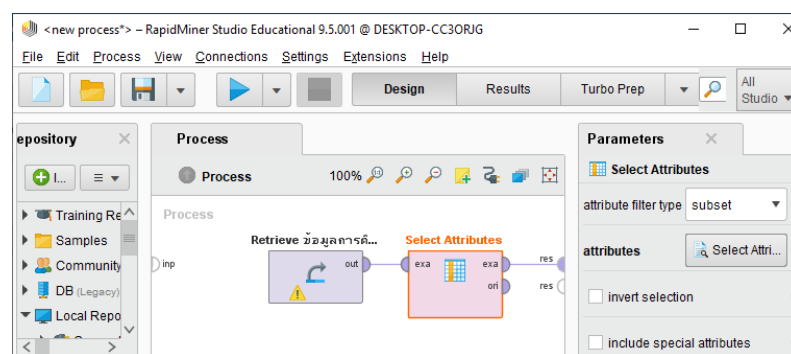 <new process*> – RapidMiner Studio Educational 9.5.001 @ DESKTOP-CC3ORJG
File Edit Process View Connections Settings Extensions Help
Design Results Turbo Prep All Studio
epository
I...
Training Re
Samples
Community
DB (Legacy)
Local Repo
Process
Process 100%
Process
Retrieve ข้อมูลการค้... Select Attributes
inp out exa exa res
ori res
Parameters
Select Attributes
attribute filter type subset
attributes Select Attri...
invert selection
include special attributes